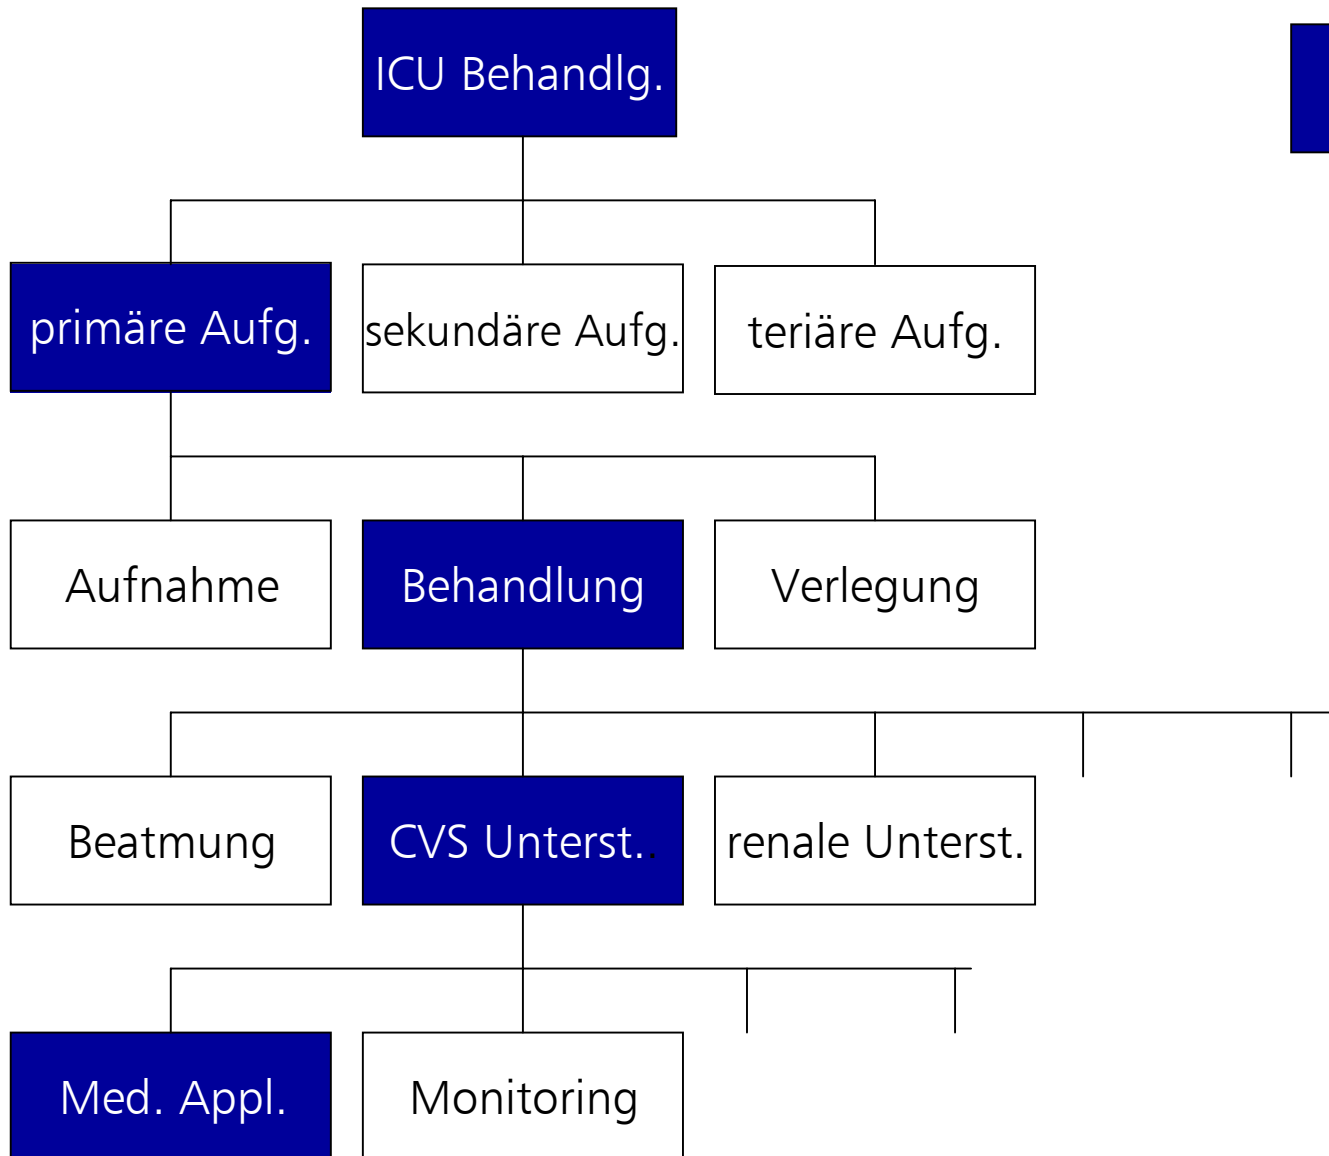 ICU Behandlg.
primäre Aufg.
sekundäre Aufg.
teriäre Aufg.
Aufnahme
Behandlung
Verlegung
Beatmung
CVS Unterst..
renale Unterst.
Med. Appl.
Monitoring